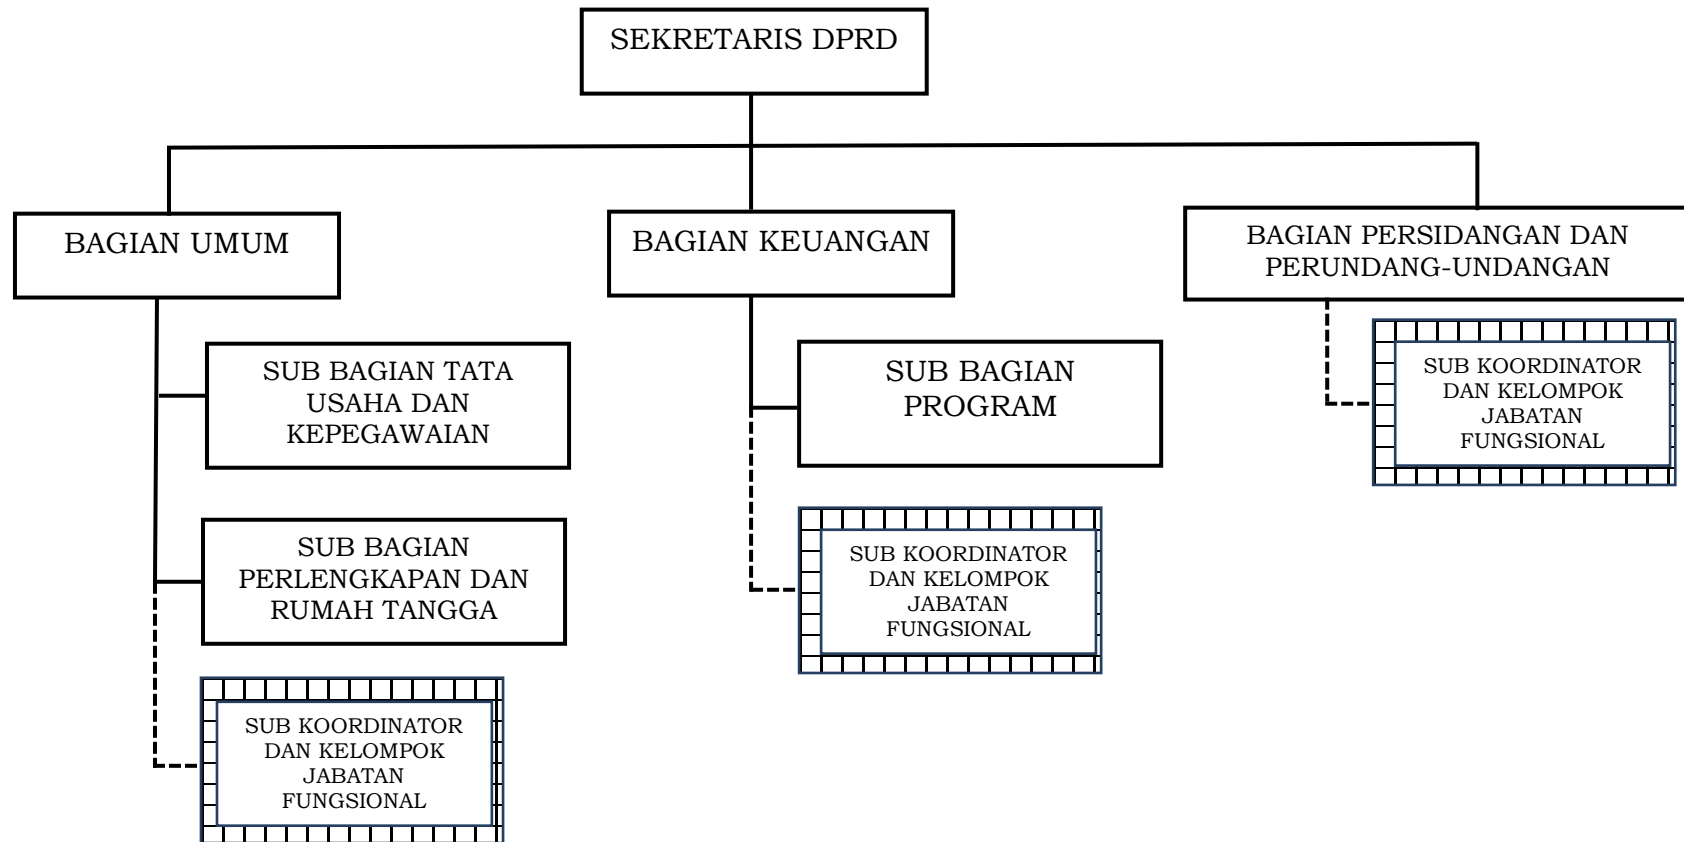 SEKRETARIS DPRD
BAGIAN UMUM
BAGIAN KEUANGAN
BAGIAN PERSIDANGAN DAN
PERUNDANG-UNDANGAN
SUB BAGIAN TATA
USAHA DAN
KEPEGAWAIAN
SUB BAGIAN
PROGRAM
SUB KOORDINATOR
DAN KELOMPOK
JABATAN
FUNGSIONAL
SUB BAGIAN
PERLENGKAPAN DAN
RUMAH TANGGA
SUB KOORDINATOR
DAN KELOMPOK
JABATAN
FUNGSIONAL
SUB KOORDINATOR
DAN KELOMPOK
JABATAN
FUNGSIONAL